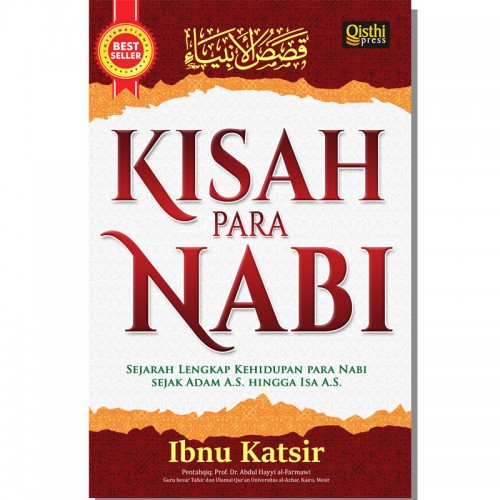 INTERNATIONAL
BEST
SELLER
قصص الأنبياء
Qisthi
press
KISAH
PARA
NABI
SEJARAH LENGKAP KEHIDUPAN PARA NABI
SEJAK ADAM A.S. HINGGA ISA A.S.
Ibnu Katsir
Pentahqiq: Prof. Dr. Abdul Hayyi al-Farmawi
Guru besar Tafsir dan Ulumul Qur'an Universitas al-Azhar, Kairo, Mesir